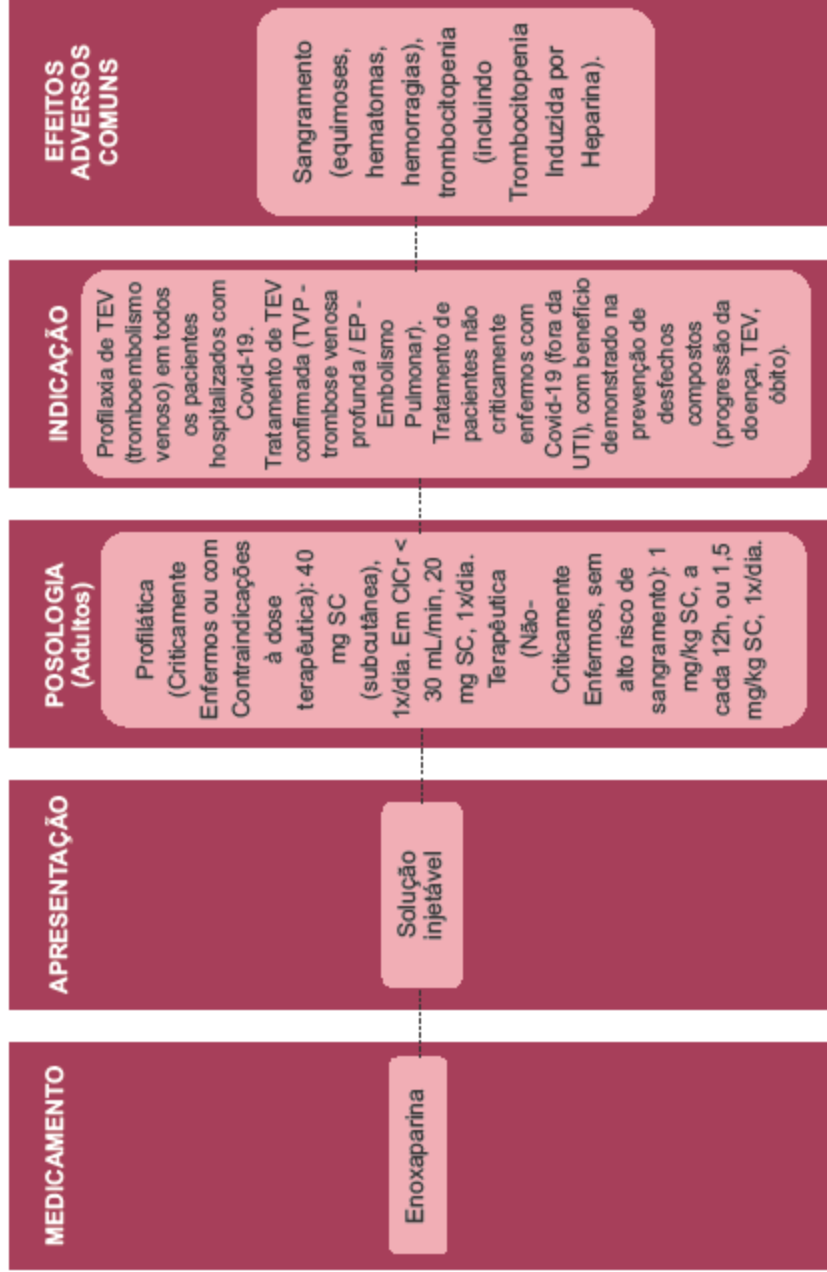 MEDICAMENTO
Enoxaparina
APRESENTAÇÃO
Solução
injetável
POSOLOGIA
(Adultos)
Profilática
(Criticamente
Enfermos ou com
Contraindicações
à dose
terapêutica): 40
mg SC
(subcutânea),
1x/dia. Em ClCr <
30 mL/min, 20
mg SC, 1x/dia.
Terapêutica
(Não-
Criticamente
Enfermos, sem
alto risco de
sangramento): 1
mg/kg SC, a
cada 12h, ou 1,5
mg/kg SC, 1x/dia.
INDICAÇÃO
Profilaxia de TEV
(tromboembolismo
venoso) em todos
os pacientes
hospitalizados com
Covid-19.
Tratamento de TEV
confirmada (TVP -
trombose venosa
profunda / EP -
Embolismo
Pulmonar).
Tratamento de
pacientes não
criticamente
enfermos com
Covid-19 (fora da
UTI), com benefício
demonstrado na
prevenção de
desfechos
compostos
(progressão da
doença, TEV,
óbito).
EFEITOS
ADVERSOS
COMUNS
Sangramento
(equimoses,
hematomas,
hemorragias),
trombocitopenia
(incluindo
Trombocitopenia
Induzida por
Heparina).